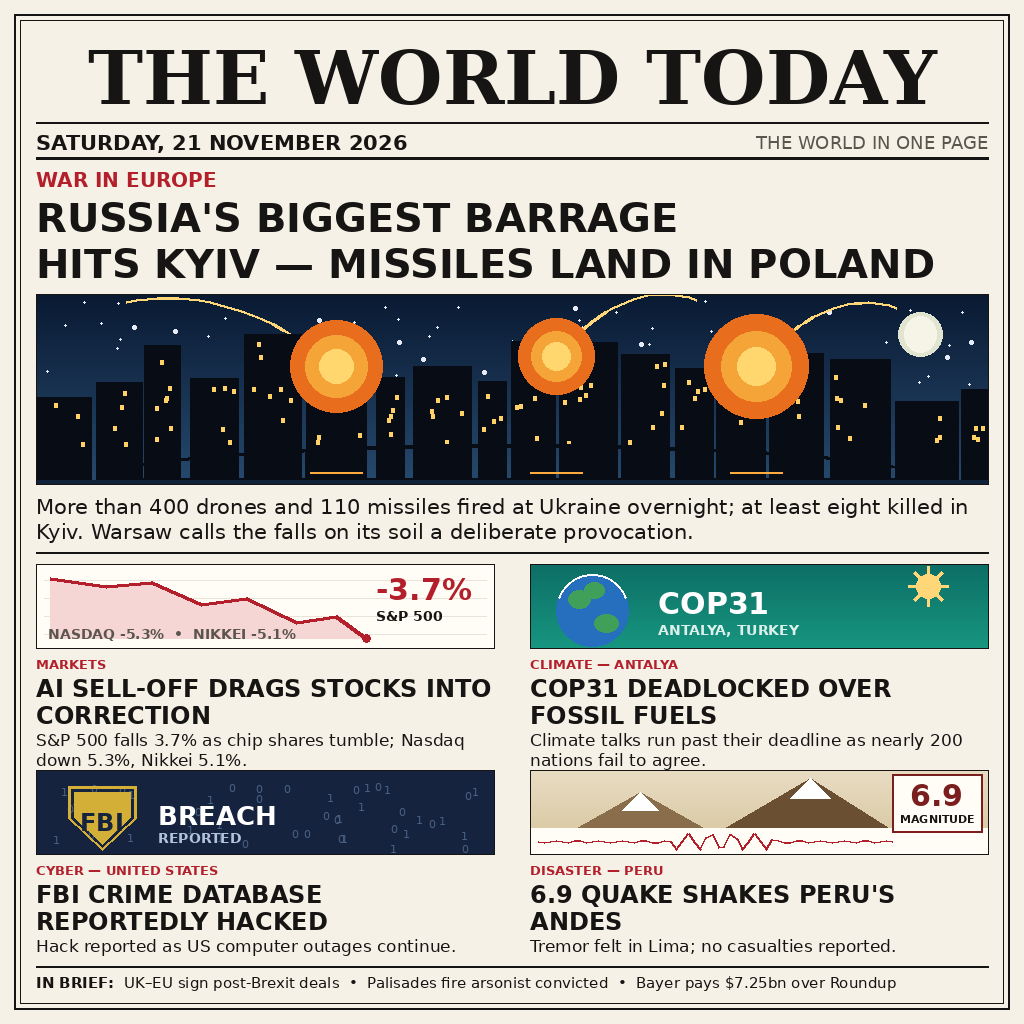 THE WORLD TODAY
SATURDAY, 21 NOVEMBER 2026
THE WORLD IN ONE PAGE
WAR IN EUROPE
RUSSIA'S BIGGEST BARRAGE
HITS KYIV — MISSILES LAND IN POLAND
More than 400 drones and 110 missiles fired at Ukraine overnight; at least eight killed in
Kyiv. Warsaw calls the falls on its soil a deliberate provocation.
-3.7%
S&P 500
NASDAQ -5.3% • NIKKEI -5.1%
MARKETS
AI SELL-OFF DRAGS STOCKS INTO
CORRECTION
S&P 500 falls 3.7% as chip shares tumble; Nasdaq
down 5.3%, Nikkei 5.1%.
COP31
ANTALYA, TURKEY
CLIMATE — ANTALYA
COP31 DEADLOCKED OVER
FOSSIL FUELS
Climate talks run past their deadline as nearly 200
nations fail to agree.
FBI
BREACH
REPORTED
CYBER — UNITED STATES
FBI CRIME DATABASE
REPORTEDLY HACKED
Hack reported as US computer outages continue.
6.9
MAGNITUDE
DISASTER — PERU
6.9 QUAKE SHAKES PERU'S
ANDES
Tremor felt in Lima; no casualties reported.
IN BRIEF: UK–EU sign post-Brexit deals • Palisades fire arsonist convicted • Bayer pays $7.25bn over Roundup